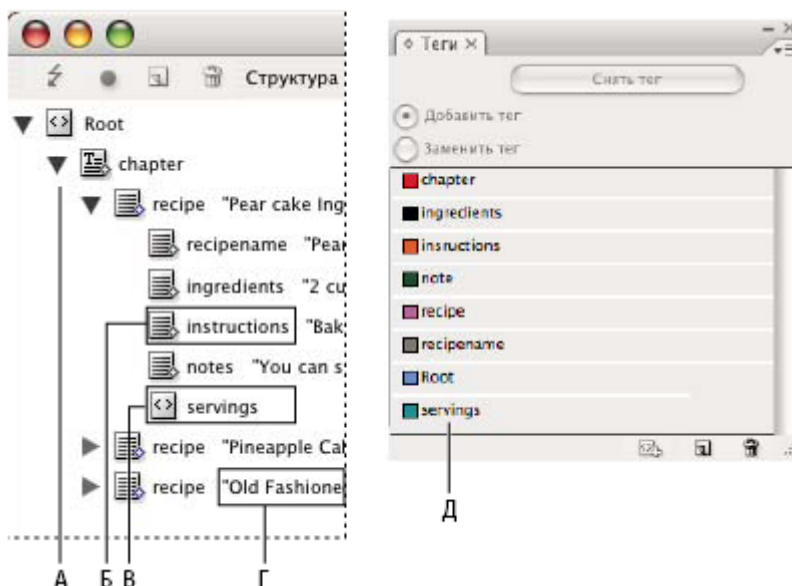 Структура
Root
chapter
recipe "Pear cake Ing
recipename "Pear
ingredients "2 cu
instructions "Bak
notes "You can s
servings
recipe "Pineapple Cal
recipe "Old Fashione
А Б В Г
Теги
Снять тег
Добавить тег
Заменить тег
chapter
ingredients
insructions
note
recipe
recipename
Root
servings
Д